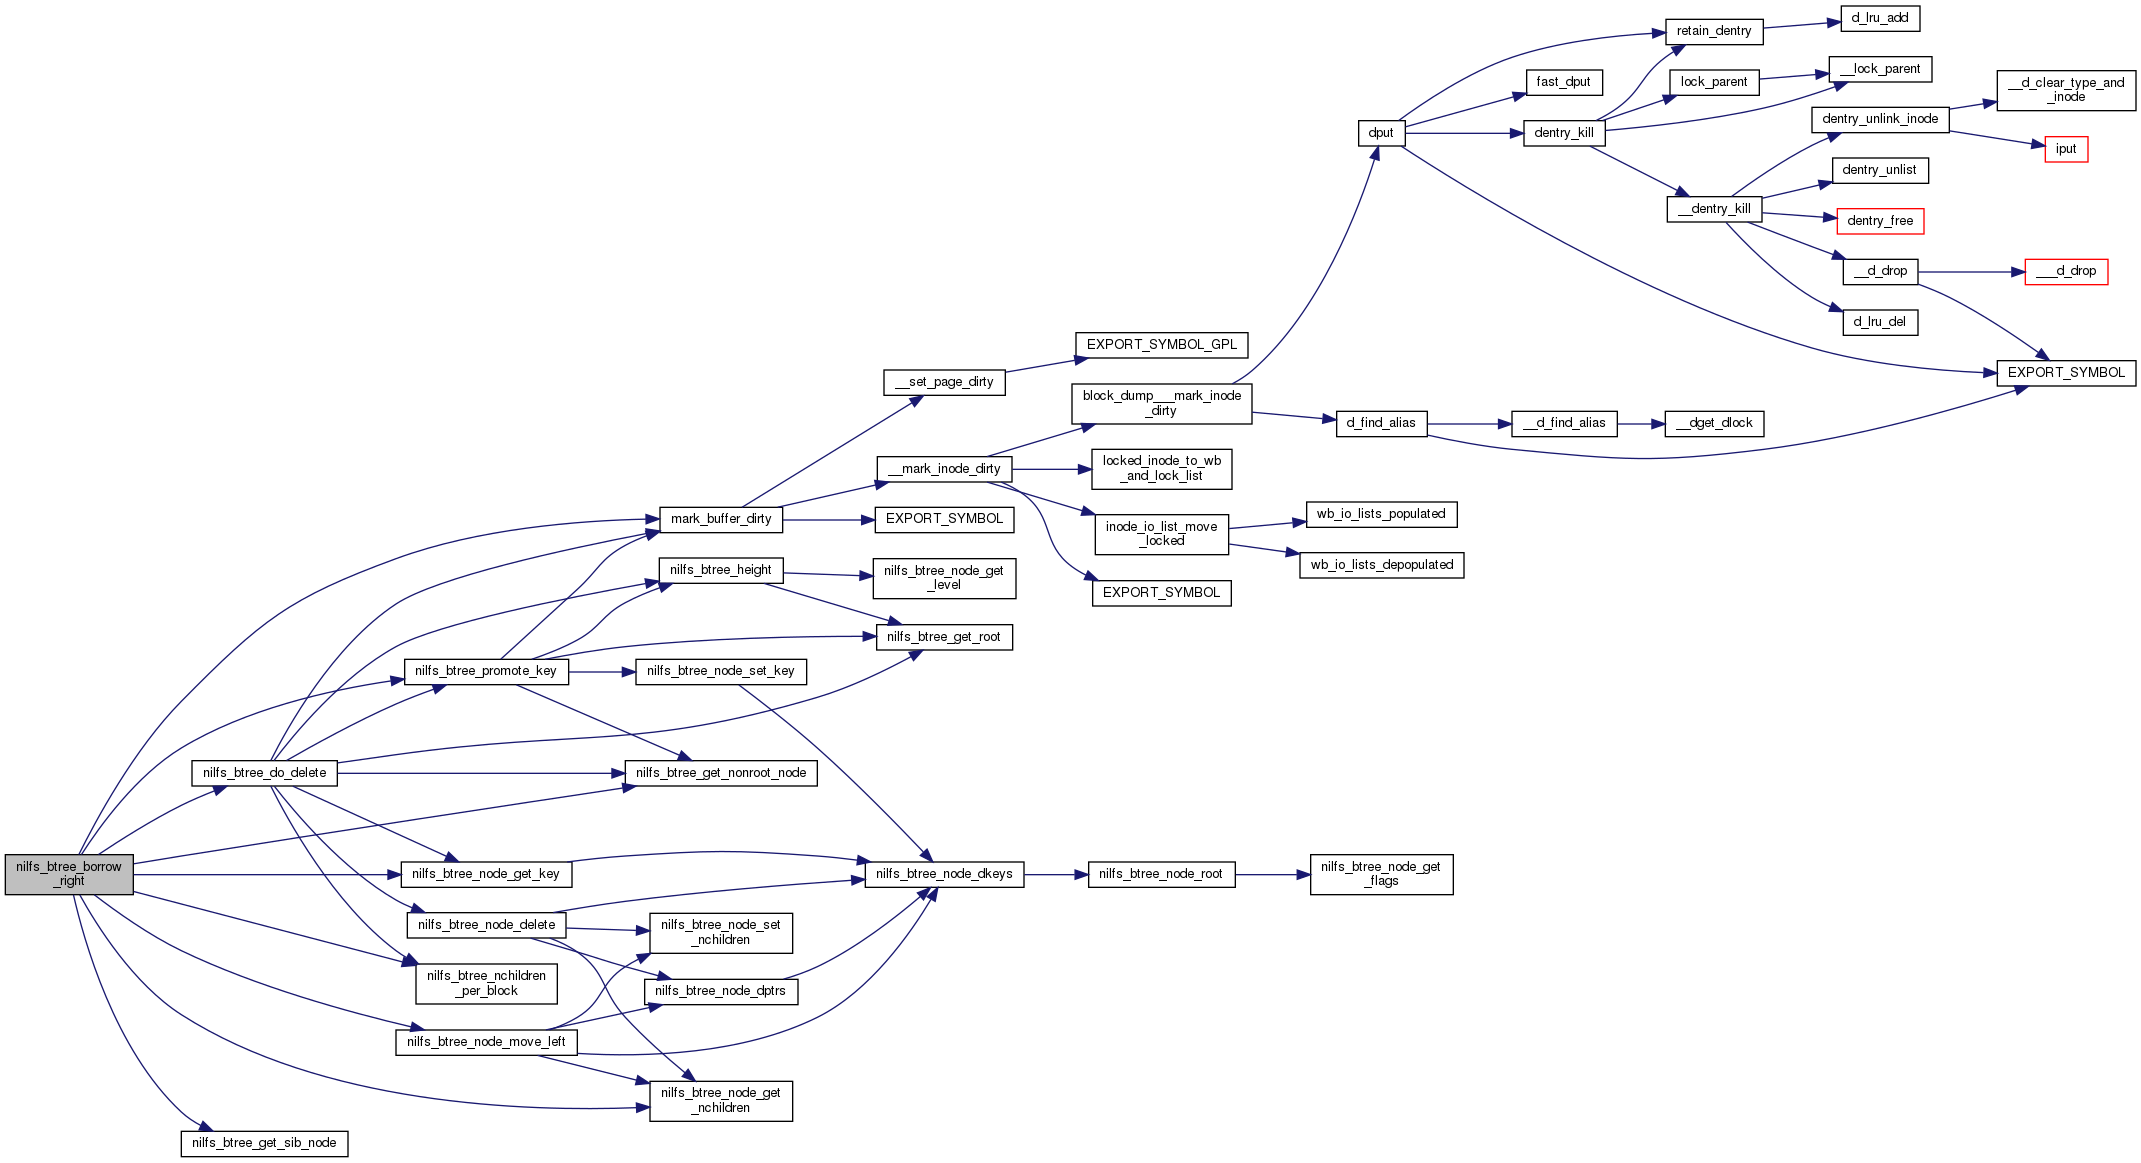 d_lru_add
retain_dentry
__lock_parent
lock_parent
fast_dput
__d_clear_type_and
_inode
dentry_unlink_inode
dput
dentry_kill
iput
dentry_unlist
__dentry_kill
dentry_free
__d_drop
___d_drop
d_lru_del
EXPORT_SYMBOL_GPL
EXPORT_SYMBOL
__set_page_dirty
block_dump___mark_inode
_dirty
d_find_alias
__d_find_alias
__dget_dlock
__mark_inode_dirty
locked_inode_to_wb
_and_lock_list
mark_buffer_dirty
EXPORT_SYMBOL
inode_io_list_move
_locked
wb_io_lists_populated
wb_io_lists_depopulated
nilfs_btree_height
nilfs_btree_node_get
_level
EXPORT_SYMBOL
nilfs_btree_get_root
nilfs_btree_promote_key
nilfs_btree_node_set_key
nilfs_btree_do_delete
nilfs_btree_get_nonroot_node
nilfs_btree_borrow
_right
nilfs_btree_node_get_key
nilfs_btree_node_dkeys
nilfs_btree_node_root
nilfs_btree_node_get
_flags
nilfs_btree_node_delete
nilfs_btree_node_set
_nchildren
nilfs_btree_nchildren
_per_block
nilfs_btree_node_dptrs
nilfs_btree_node_move_left
nilfs_btree_node_get
_nchildren
nilfs_btree_get_sib_node